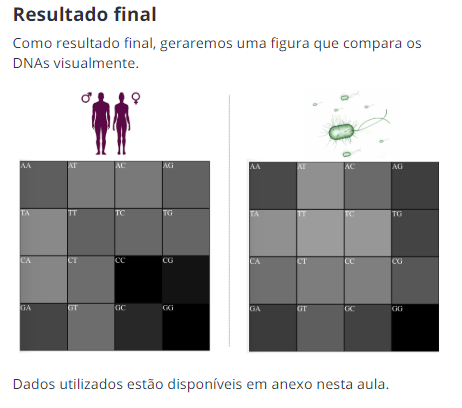 Resultado final
Como resultado final, geraremos uma figura que compara os
DNAs visualmente.
AA AT AC AG
TA TT TC TG
CA CT CC CG
GA GT GC GG
AA AT AC AG
TA TT TC TG
CA CT CC CG
GA GT GC GG
Dados utilizados estão disponíveis em anexo nesta aula.